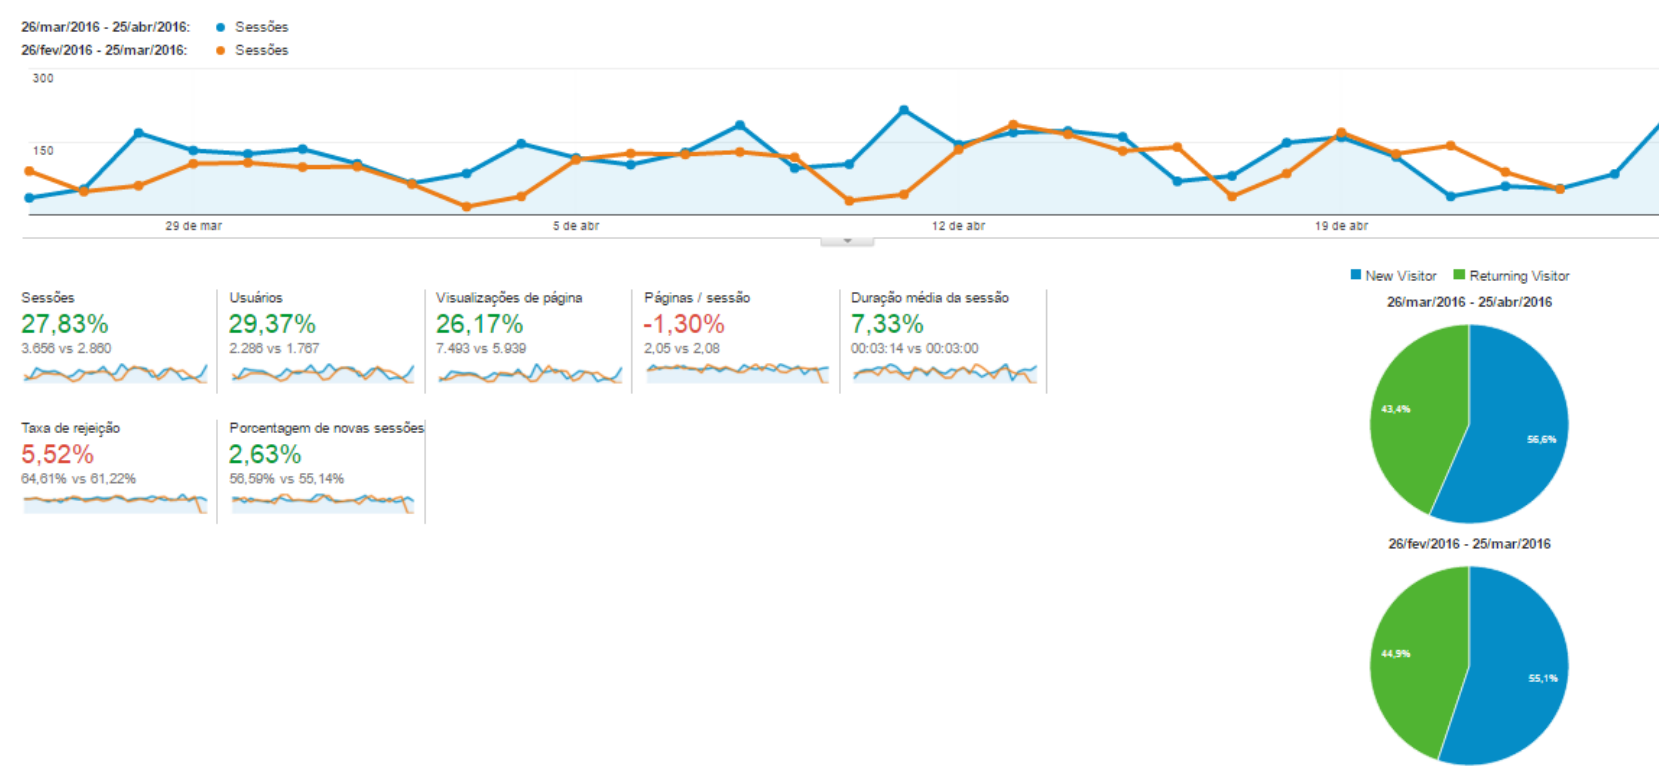 26/mar/2016 - 25/abr/2016: Sessões
26/fev/2016 - 25/mar/2016: Sessões
300
150
29 de mar 5 de abr 12 de abr 19 de abr
New Visitor Returning Visitor
26/mar/2016 - 25/abr/2016
43,4%
56,6%
26/fev/2016 - 25/mar/2016
44,9%
55,1%
Sessões
27,83%
3.656 vs 2.860
Usuários
29,37%
2.286 vs 1.767
Visualizações de página
26,17%
7.493 vs 5.939
Páginas / sessão
-1,30%
2,05 vs 2,08
Duração média da sessão
7,33%
00:03:14 vs 00:03:00
Taxa de rejeição
5,52%
64,61% vs 61,22%
Porcentagem de novas sessões
2,63%
56,59% vs 55,14%